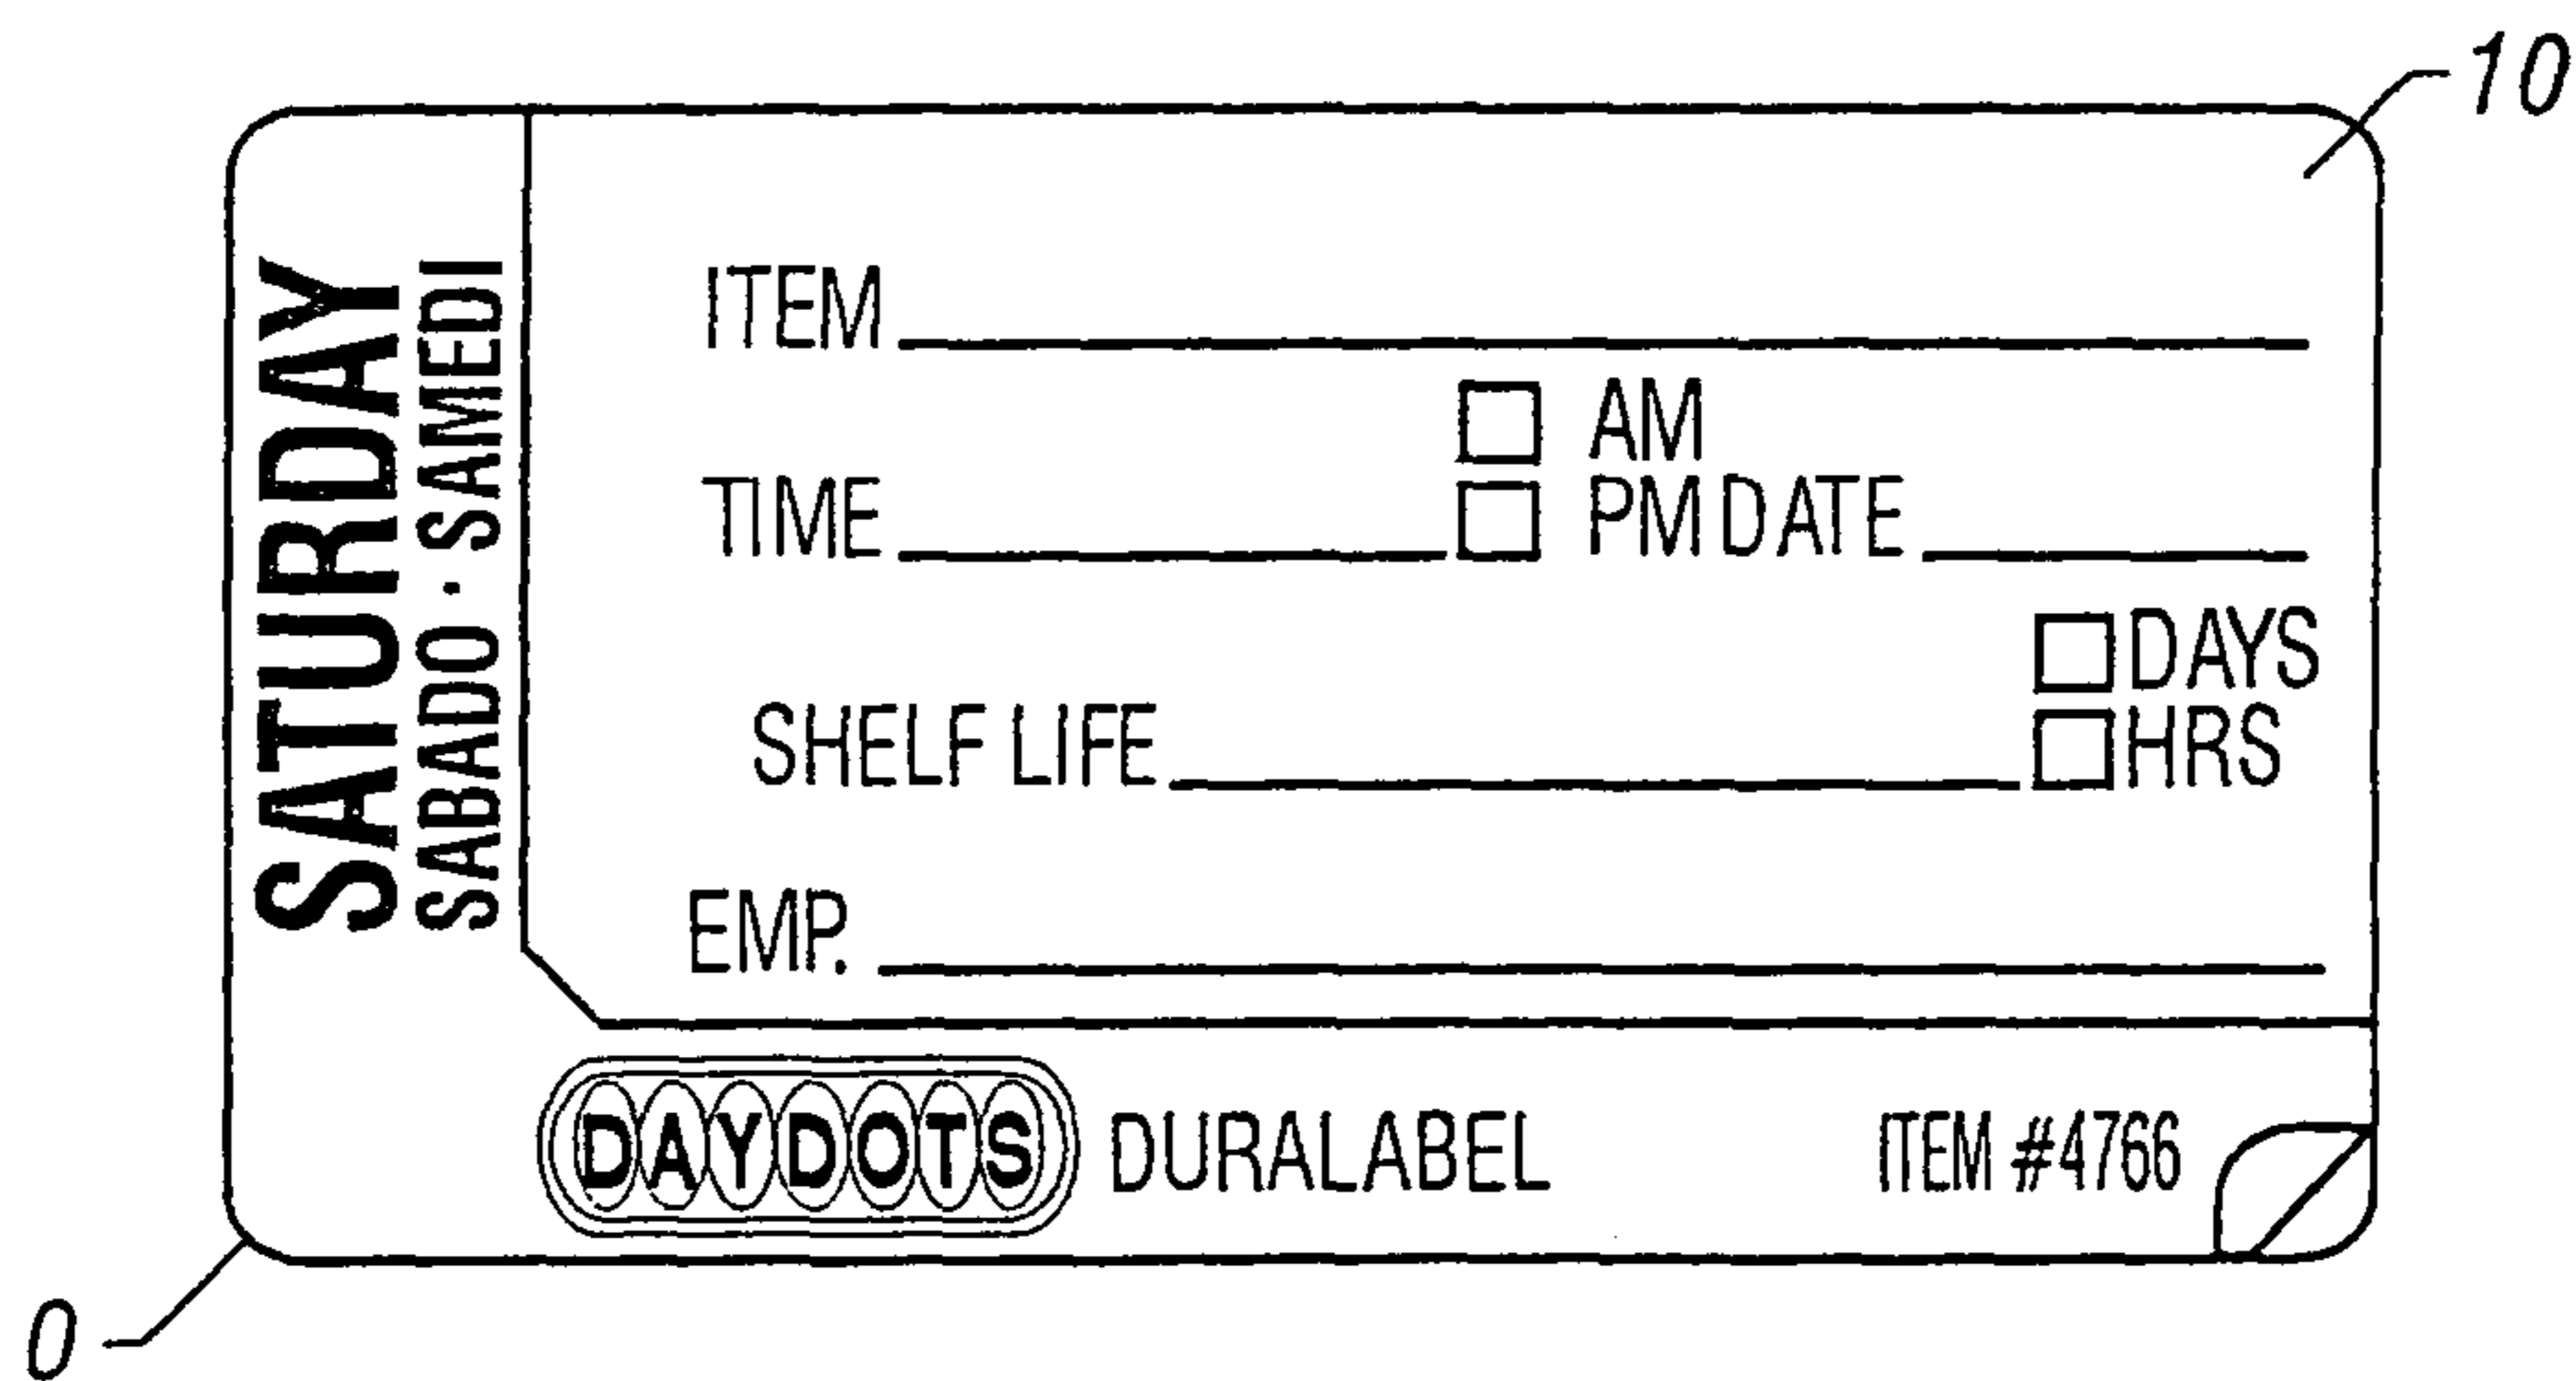 10
SATURDAY
SABADO · SAMEDI
ITEM
AM
TIME PM DATE
DAYS
SHELF LIFE HRS
EMP.
DAYDOTS DURALABEL ITEM #4766
0